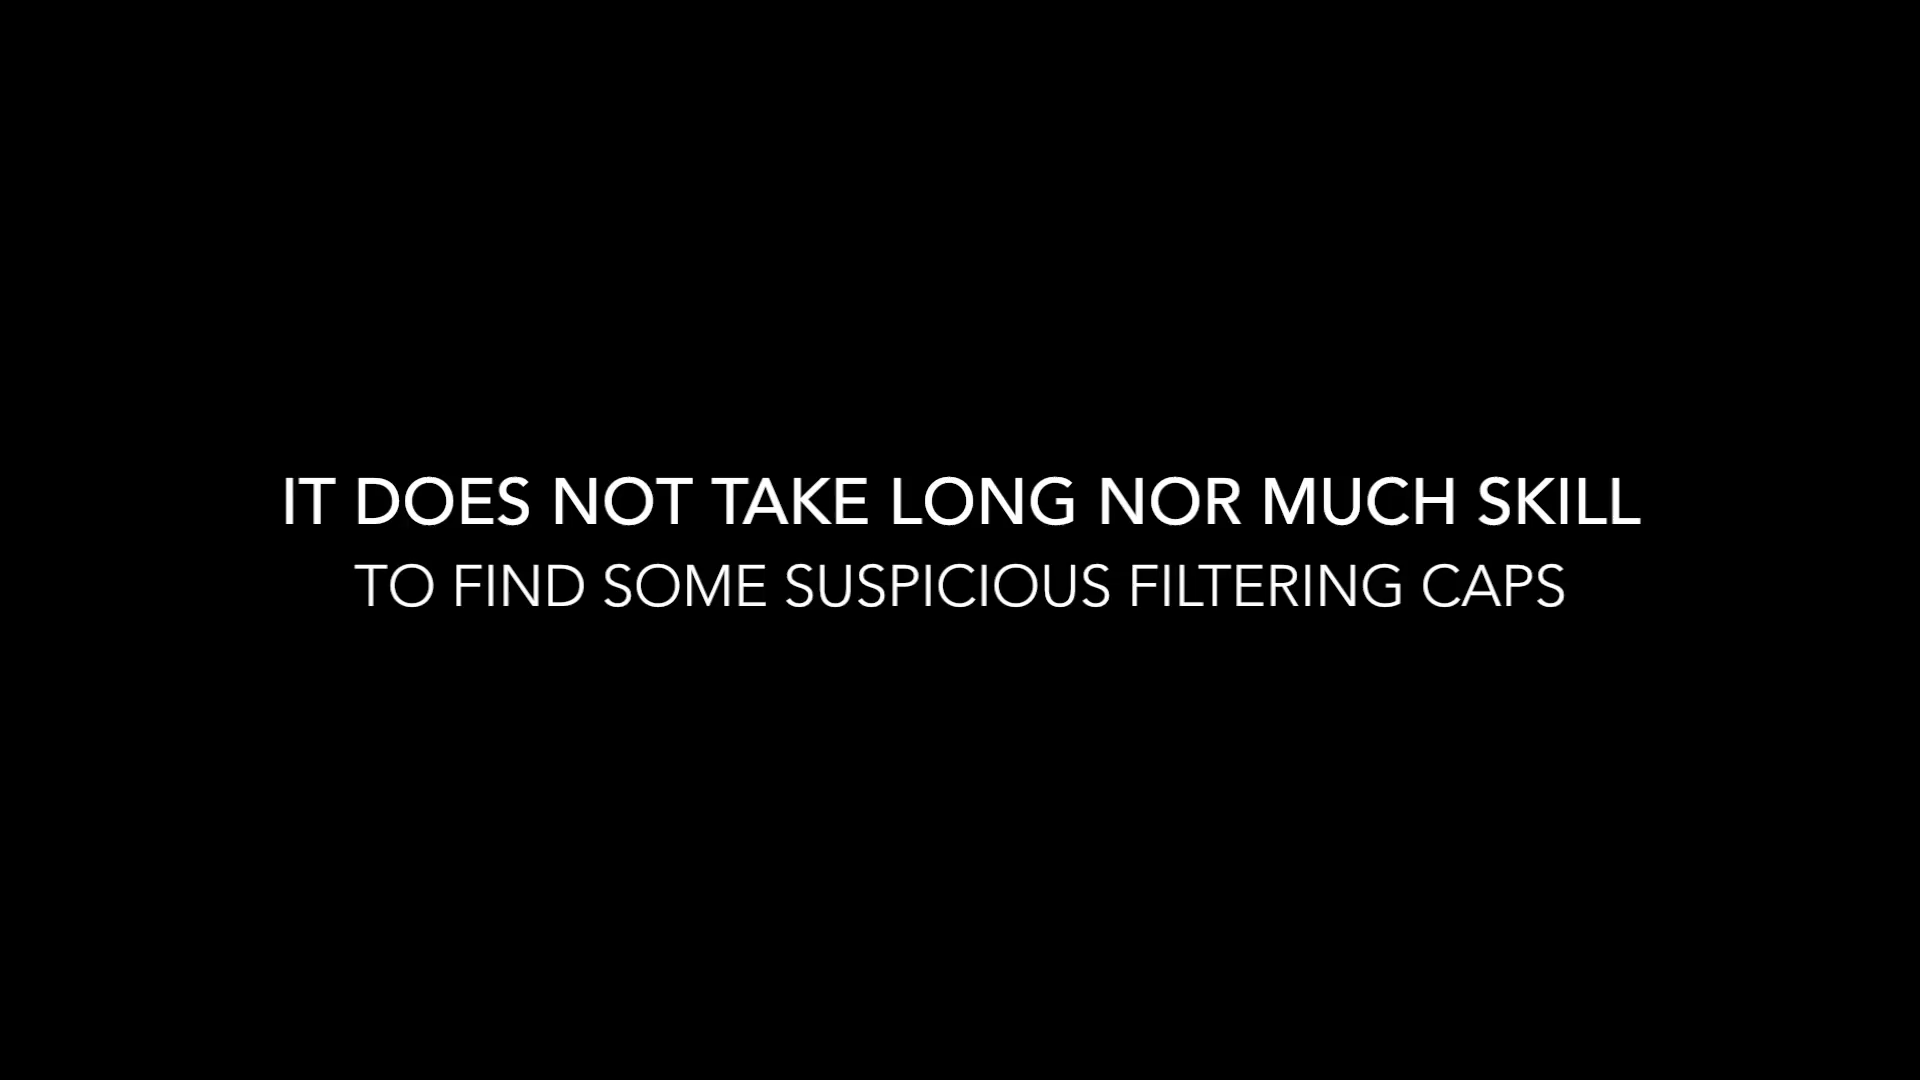 IT DOES NOT TAKE LONG NOR MUCH SKILL
TO FIND SOME SUSPICIOUS FILTERING CAPS